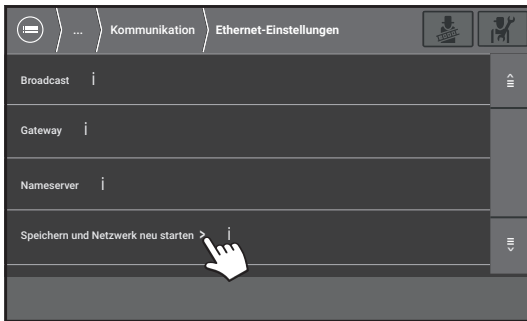 ... Kommunikation Ethernet-Einstellungen
Broadcast i
Gateway i
Nameserver i
Speichern und Netzwerk neu starten > i